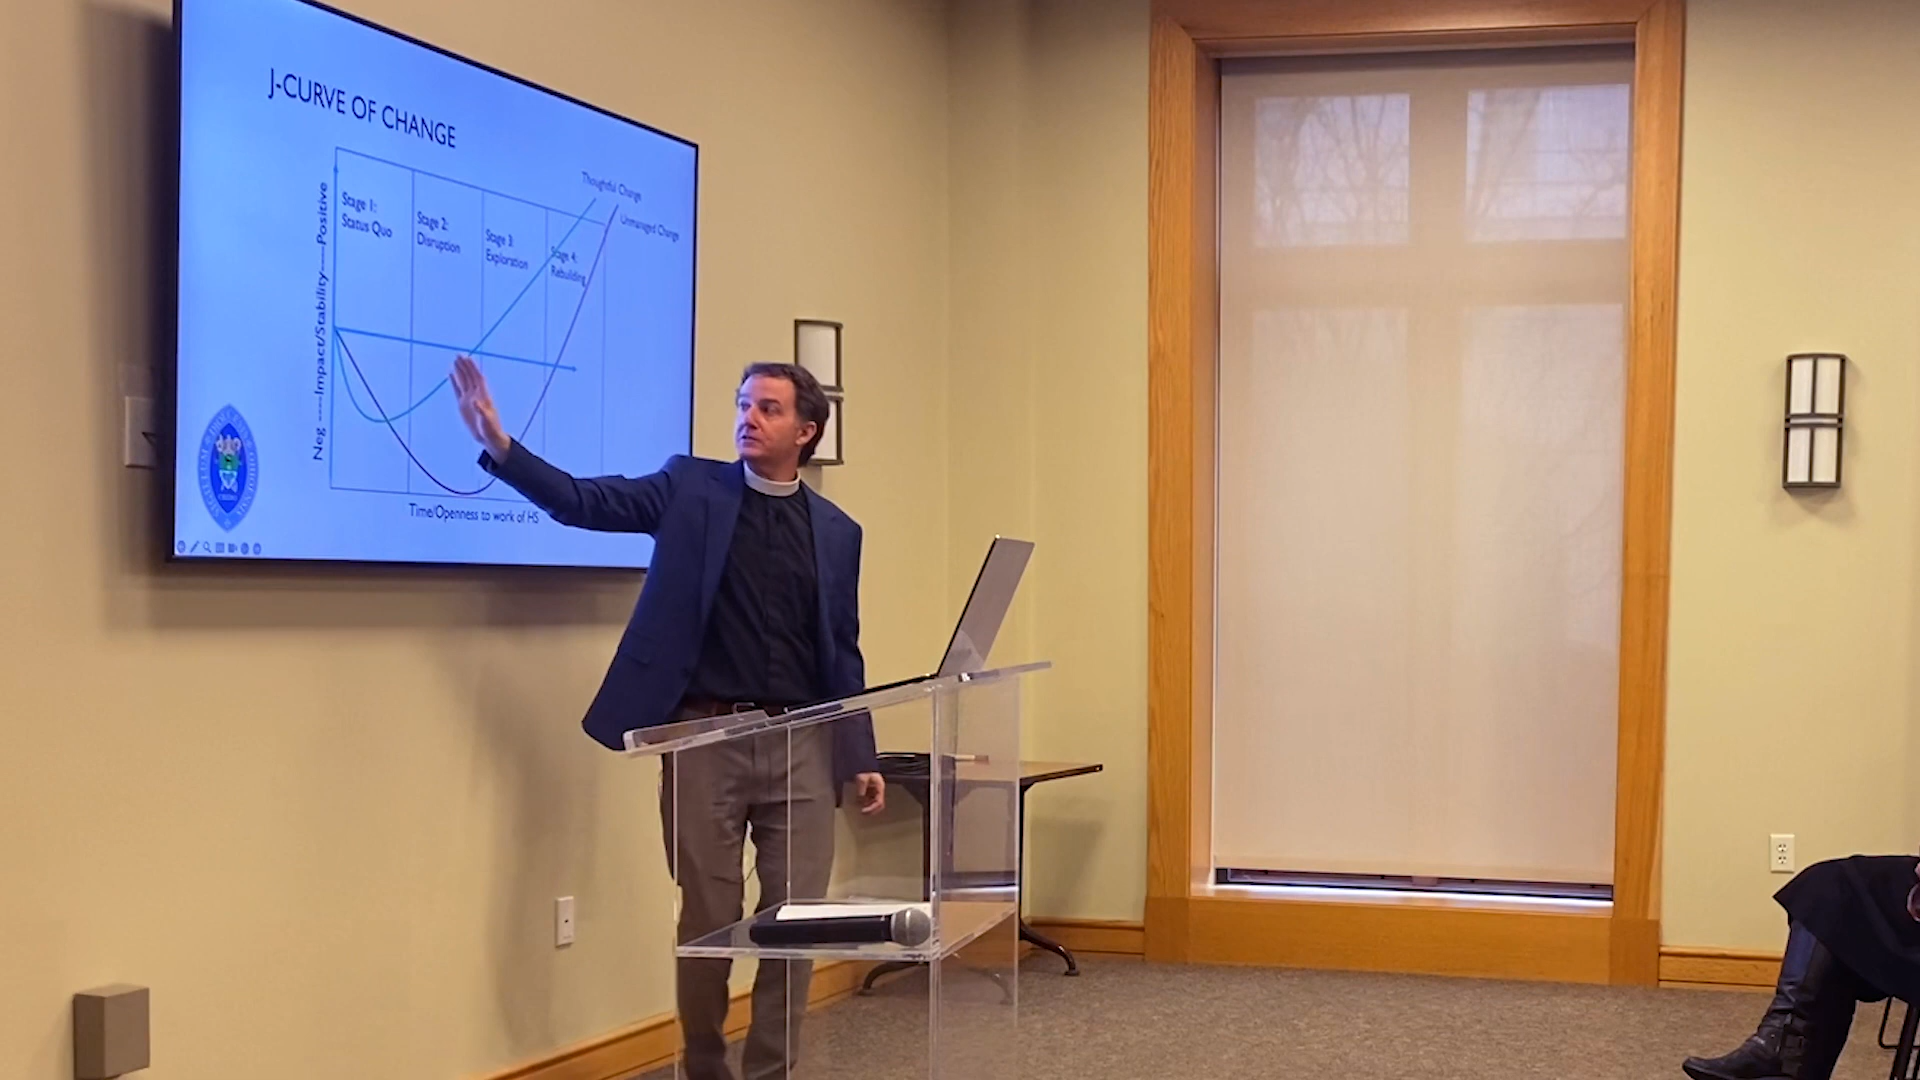 J-CURVE OF CHANGE
Thoughtful Change
Unmanaged Change
Stage 1:
Status Quo
Stage 2:
Disruption
Stage 3:
Exploration
Stage 4:
Rebuilding
Neg ----Impact/Stability----Positive
Time/Openness to work of HS